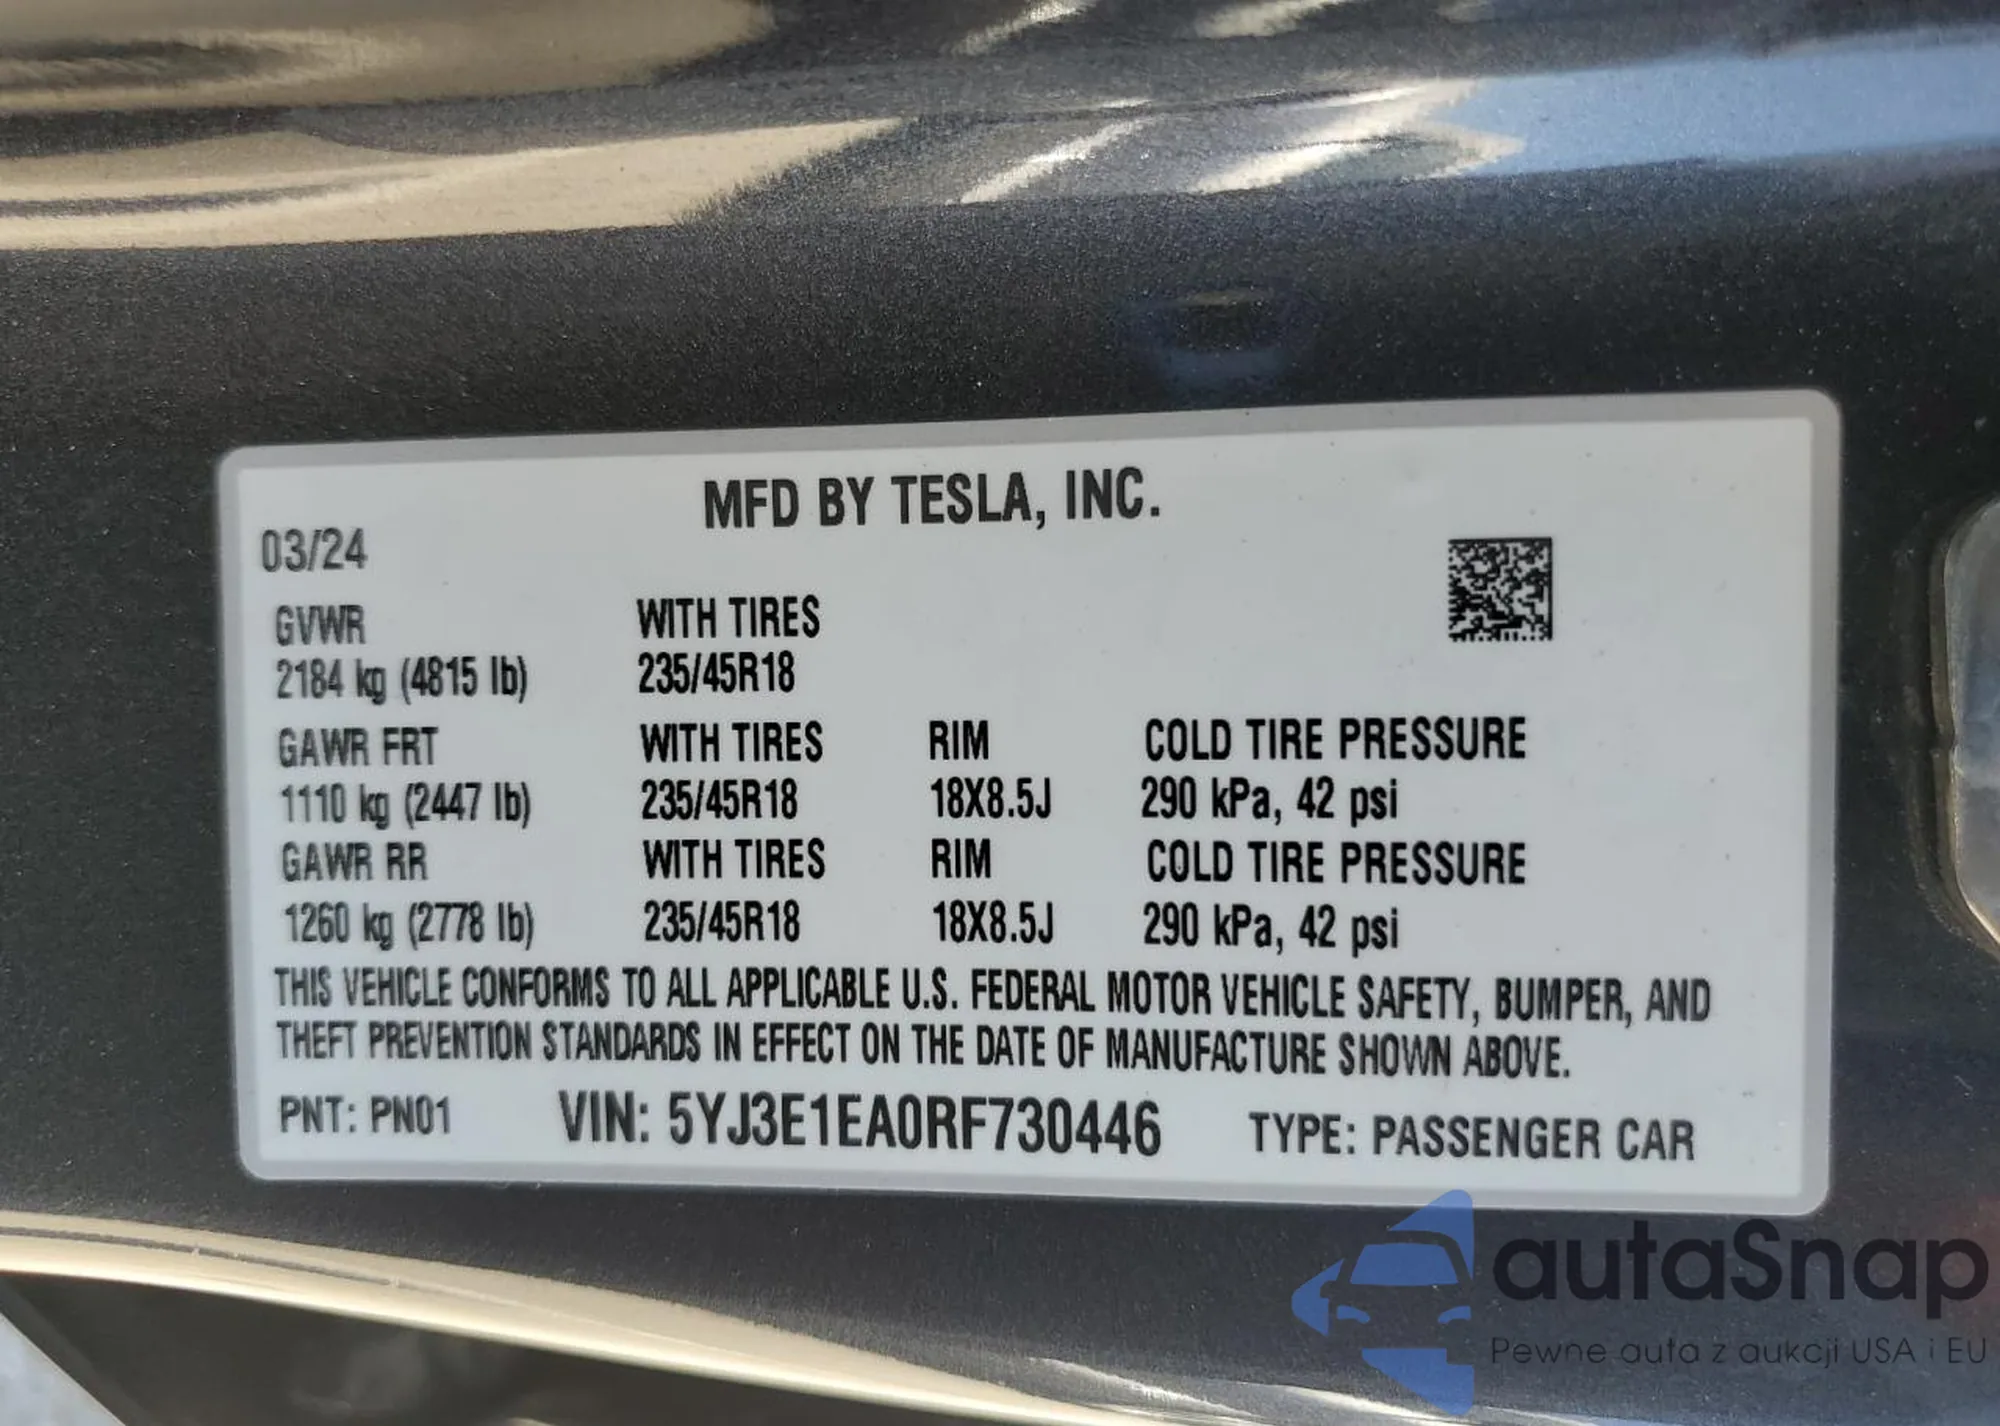 MFD BY TESLA, INC.
03/24
GVWR WITH TIRES
2184 kg (4815 lb) 235/45R18
GAWR FRT WITH TIRES RIM COLD TIRE PRESSURE
1110 kg (2447 lb) 235/45R18 18X8.5J 290 kPa, 42 psi
GAWR RR WITH TIRES RIM COLD TIRE PRESSURE
1260 kg (2778 lb) 235/45R18 18X8.5J 290 kPa, 42 psi
THIS VEHICLE CONFORMS TO ALL APPLICABLE U.S. FEDERAL MOTOR VEHICLE SAFETY, BUMPER, AND
THEFT PREVENTION STANDARDS IN EFFECT ON THE DATE OF MANUFACTURE SHOWN ABOVE.
PNT: PN01 VIN: 5YJ3E1EA0RF730446 TYPE: PASSENGER CAR
autaSnap
Pewne auta z aukcji USA i EU